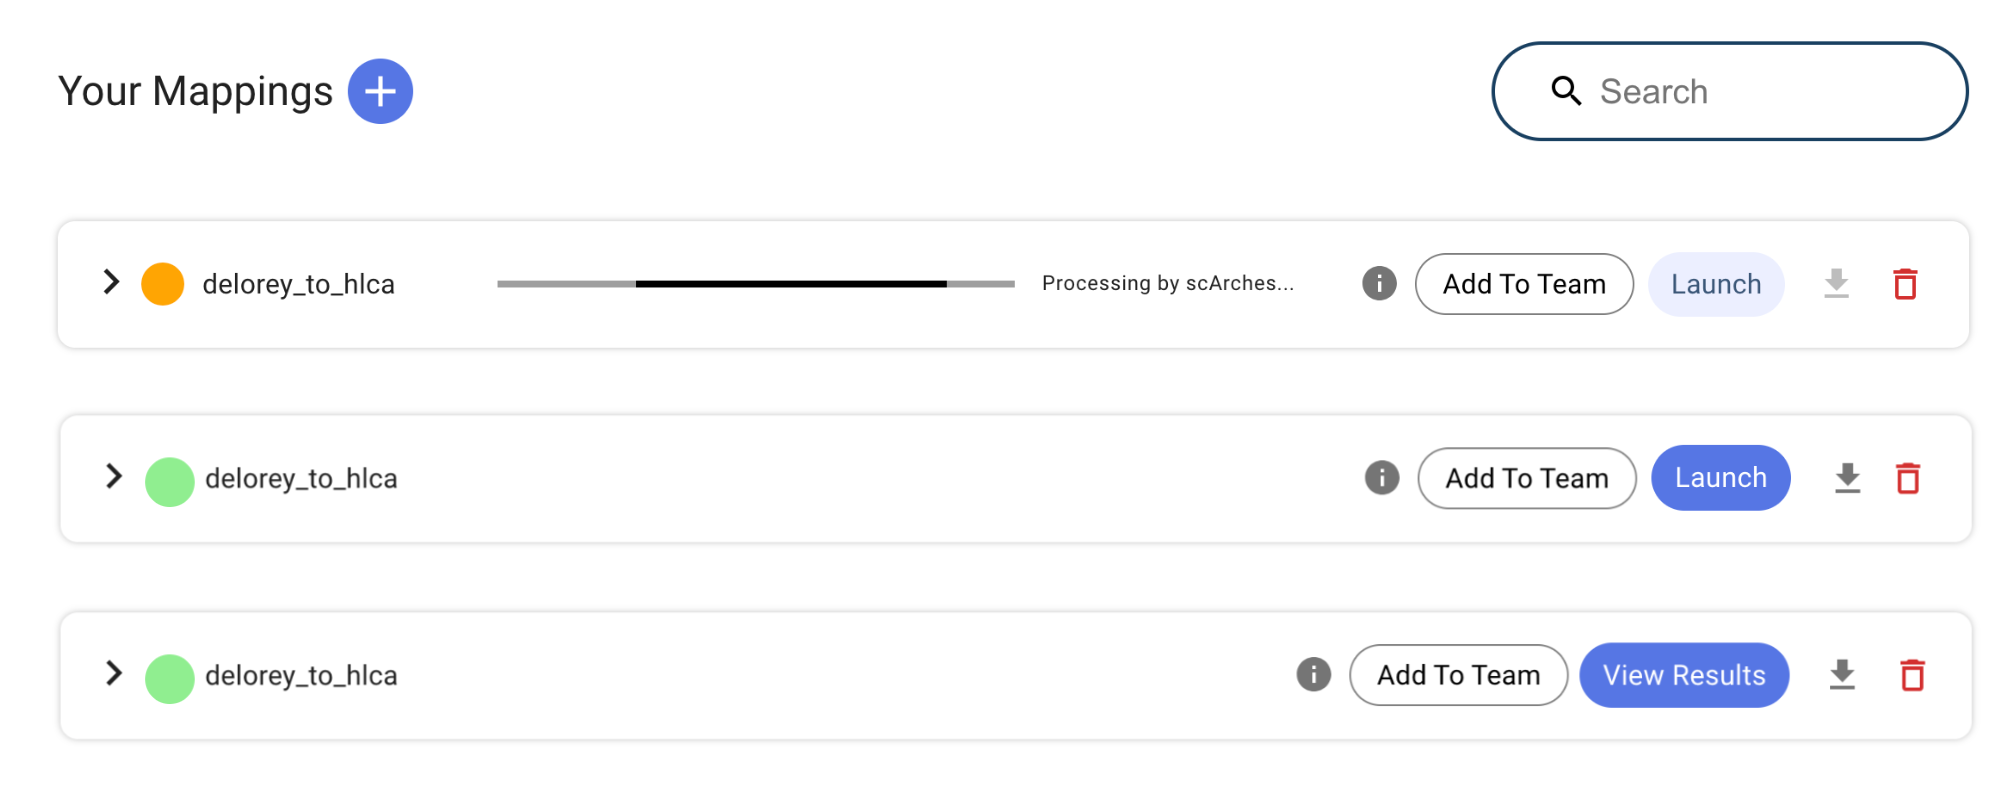 Your Mappings
Search
delorey_to_hlca Processing by scArches... Add To Team Launch
delorey_to_hlca Add To Team Launch
delorey_to_hlca Add To Team View Results